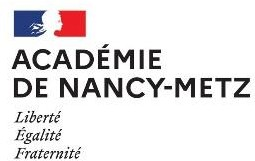 ACADÉMIE
DE NANCY-METZ
Liberté
Égalité
Fraternité